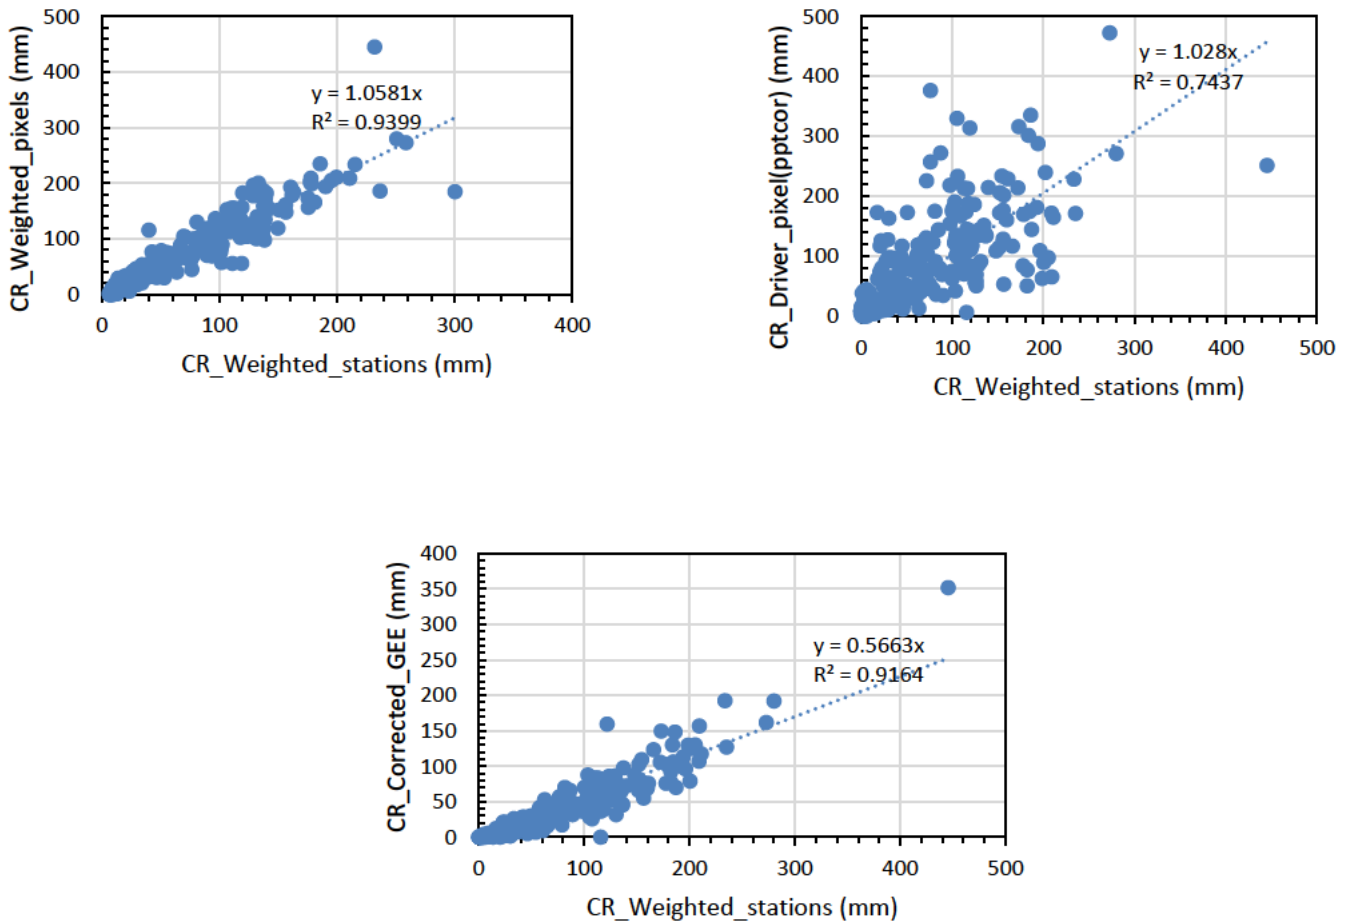 500
400
300
200
100
0
CR_Weighted_pixels (mm)
y = 1.0581x
R² = 0.9399
0 100 200 300 400
CR_Weighted_stations (mm)
500
400
300
200
100
0
CR_Driver_pixel(pptcor) (mm)
y = 1.028x
R² = 0.7437
0 100 200 300 400 500
CR_Weighted_stations (mm)
400
350
300
250
200
150
100
50
0
CR_Corrected_GEE (mm)
y = 0.5663x
R² = 0.9164
0 100 200 300 400 500
CR_Weighted_stations (mm)